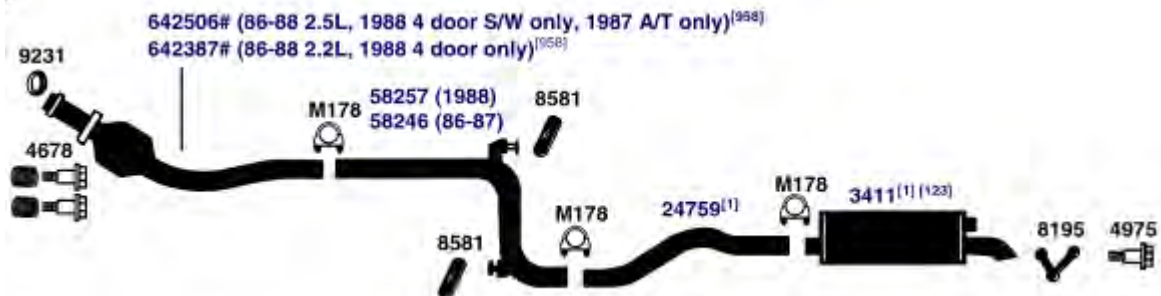 642506# (86-88 2.5L, 1988 4 door S/W only, 1987 A/T only)[958]
642387# (86-88 2.2L, 1988 4 door only)[958]
9231
M178
58257 (1988)
58246 (86-87)
8581
4678
M178
24759[1]
M178
3411[1] [123]
8581
8195
4975